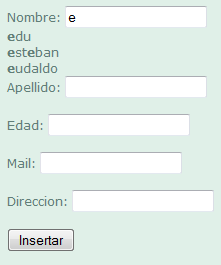 Nombre: e
edu
esteban
eudaldo
Apellido:
Edad:
Mail:
Direccion:
Insertar